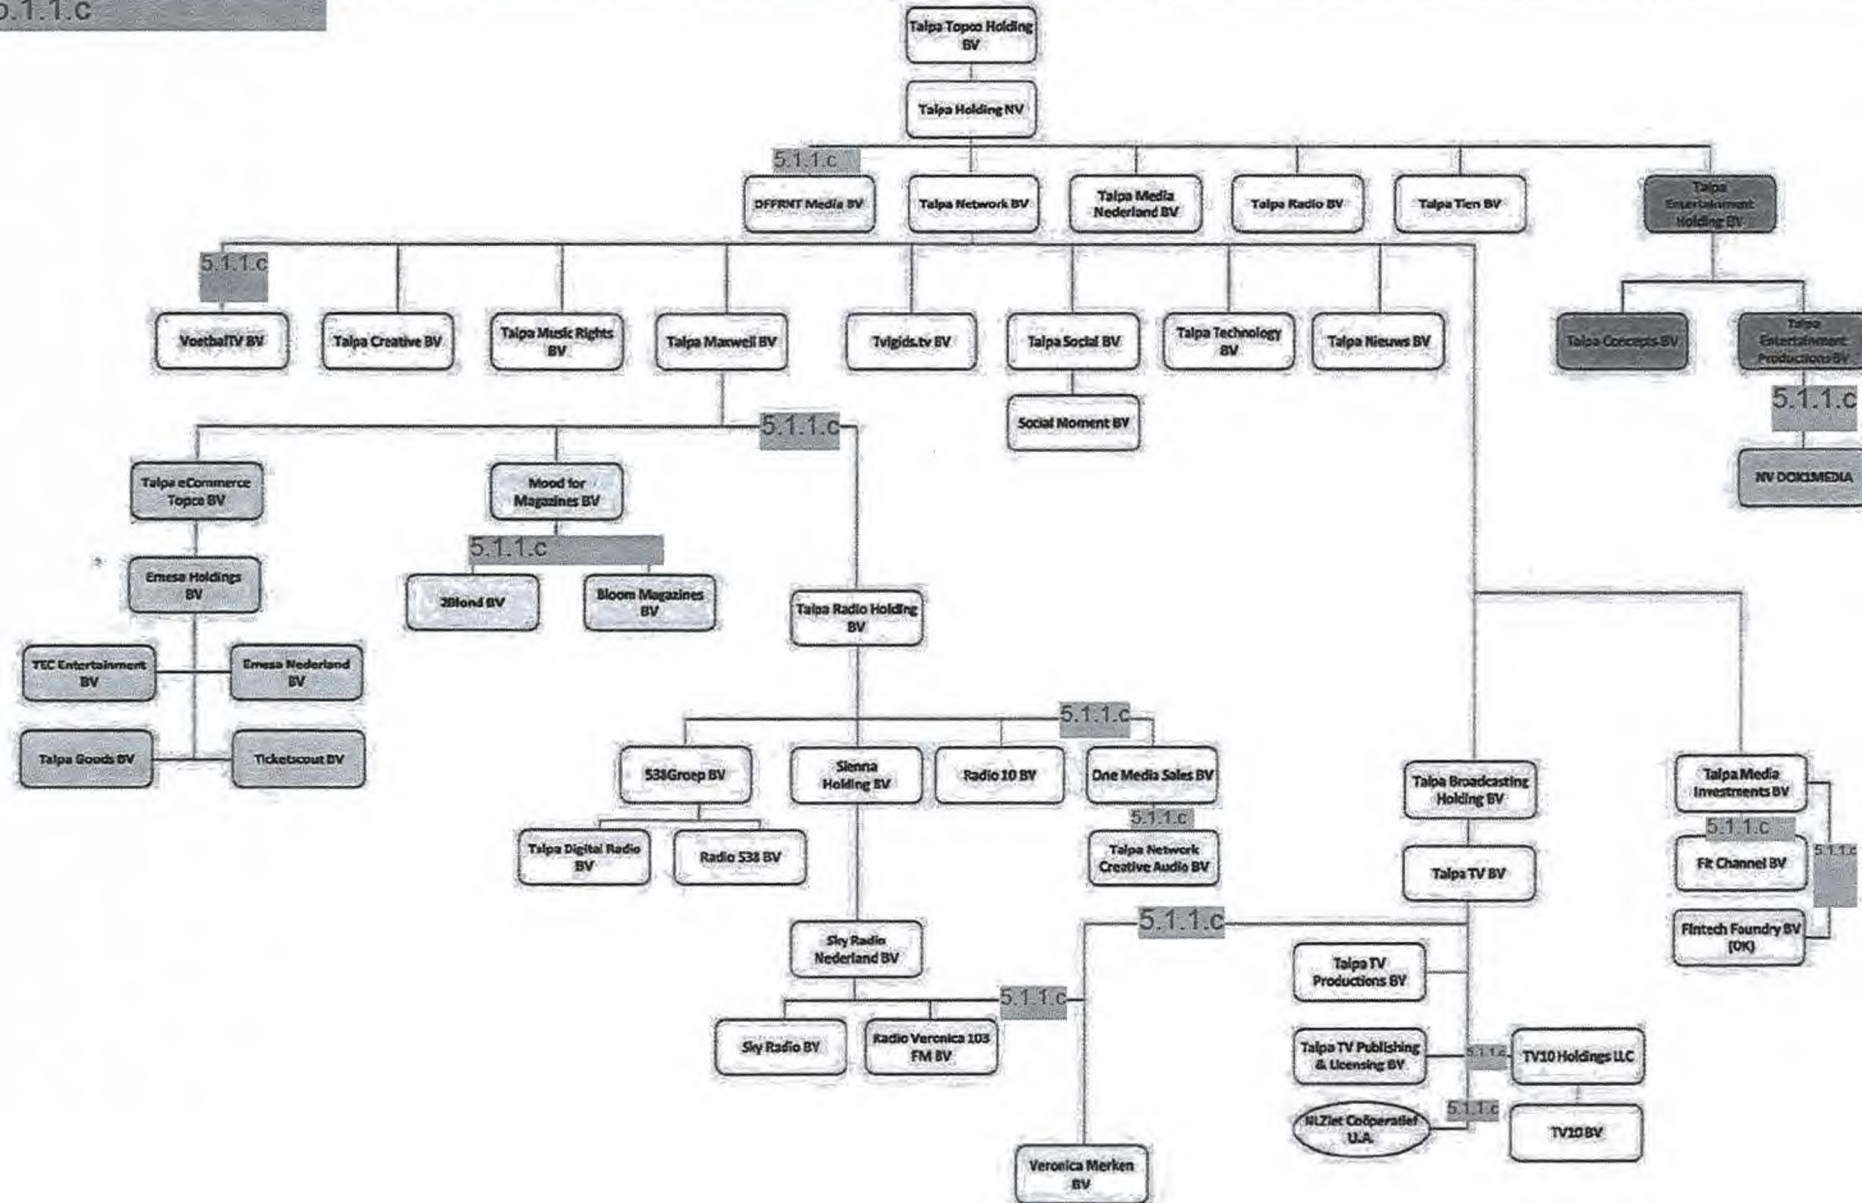 5.1.1.c
Talpa Topco Holding
BV
Talpa Holding NV
5.1.1.c
DFFRNT Media BV
Talpa Network BV
Talpa Media
Nederland BV
Talpa Radio BV
Talpa Tien BV
Talpa
Entertainment
Holding BV
5.1.1.c
VoetbalTV BV
Talpa Creative BV
Talpa Music Rights
BV
Talpa Maxwell BV
Tvigids.tv BV
Talpa Social BV
Talpa Technology
BV
Talpa Nieuws BV
Talpa Concepts BV
Talpa
Entertainment
Productions BV
5.1.1.c
NV DOK1MEDIA
Social Moment BV
5.1.1.c
Talpa eCommerce
Topco BV
Mood for
Magazines BV
5.1.1.c
Emesa Holdings
BV
2Blond BV
Bloom Magazines
BV
Talpa Radio Holding
BV
TEC Entertainment
BV
Emesa Nederland
BV
Talpa Goods BV
Ticketscout BV
5.1.1.c
538Groep BV
Sienna
Holding BV
Radio 10 BV
One Media Sales BV
5.1.1.c
Talpa Digital Radio
BV
Radio 538 BV
Talpa Network
Creative Audio BV
Talpa Broadcasting
Holding BV
Talpa TV BV
Talpa Media
Investments BV
5.1.1.c
5.1.1.c
Fit Channel BV
Fintech Foundry BV
(OK)
5.1.1.c
Sky Radio
Nederland BV
5.1.1.c
Sky Radio BV
Radio Veronica 103
FM BV
Talpa TV
Productions BV
Talpa TV Publishing
& Licensing BV
5.1.1.c
TV10 Holdings LLC
5.1.1.c
NLZiet Coöperatief
U.A.
TV10 BV
Veronica Merken
BV